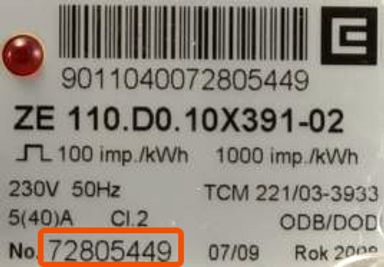 9011040072805449
ZE 110.D0.10X391-02
100 imp./kWh 1000 imp./kWh
230V 50Hz TCM 221/03-3933
5(40)A Cl.2 ODB/DOD
No. 72805449 07/09 Rok 2009